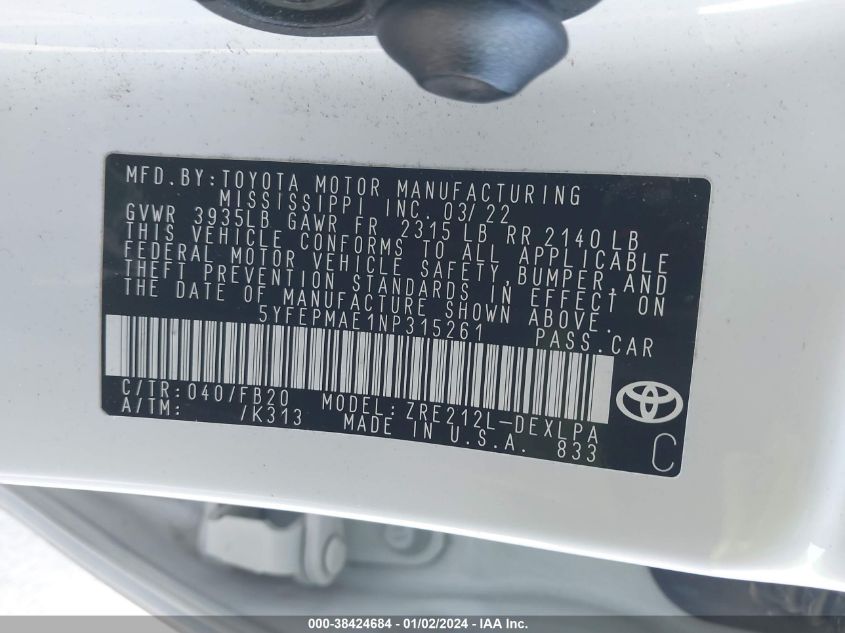 MFD.BY:TOYOTA MOTOR MANUFACTURING
MISSISSIPPI INC. 03/22
GVWR 3935LB GAWR FR 2315 LB RR 2140 LB
THIS VEHICLE CONFORMS TO ALL APPLICABLE
FEDERAL MOTOR VEHICLE SAFETY,BUMPER,AND
THEFT PREVENTION STANDARDS IN EFFECT ON
THE DATE OF MANUFACTURE SHOWN ABOVE.
5YFEPMAE1NP315261 PASS.CAR
C/TR:040/FB20 MODEL:ZRE212L-DEXLPA
A/TM: /K313 MADE IN U.S.A. 833
C
000-38424684 - 01/02/2024 - IAA Inc.